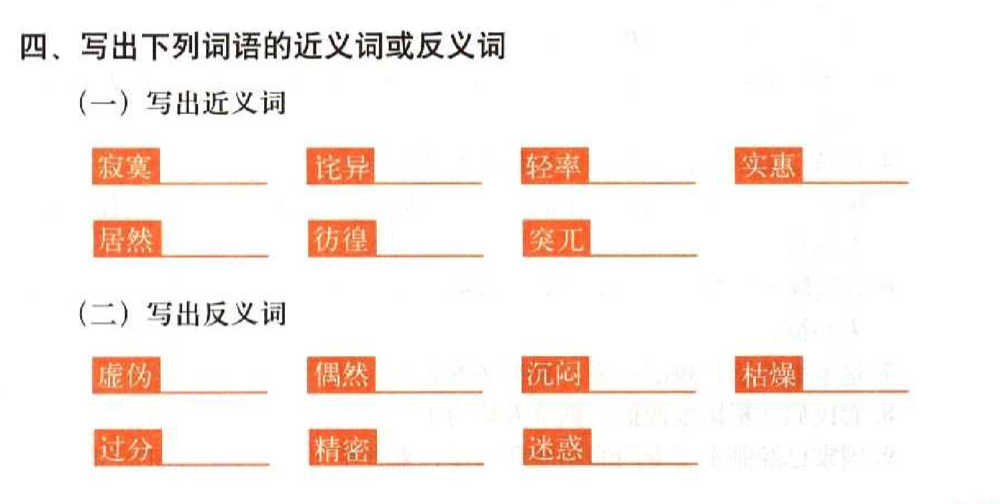 四、写出下列词语的近义词或反义词
（一）写出近义词
寂寞 诧异 轻率 实惠
居然 彷徨 突兀
（二）写出反义词
虚伪 偶然 沉闷 枯燥
过分 精密 迷惑